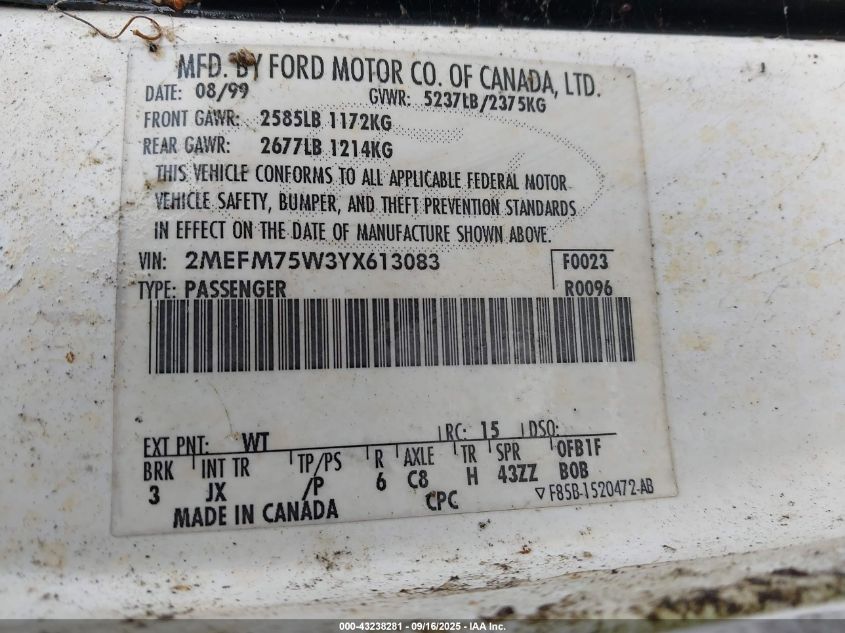 MFD. BY FORD MOTOR CO. OF CANADA, LTD.
DATE: 08/99 GVWR: 5237LB/2375KG
FRONT GAWR: 2585LB 1172KG
REAR GAWR: 2677LB 1214KG
THIS VEHICLE CONFORMS TO ALL APPLICABLE FEDERAL MOTOR
VEHICLE SAFETY, BUMPER, AND THEFT PREVENTION STANDARDS
IN EFFECT ON THE DATE OF MANUFACTURE SHOWN ABOVE.
VIN: 2MEFM75W3YX613083 F0023
TYPE: PASSENGER R0096
EXT PNT: WT RC: 15 DSO:
BRK INT TR TP/PS R AXLE TR SPR OFB1F
3 JX /P 6 C8 H 43ZZ BOB
MADE IN CANADA CPC ▽F85B-1520472-AB
000-43238281 - 09/16/2025 - IAA Inc.